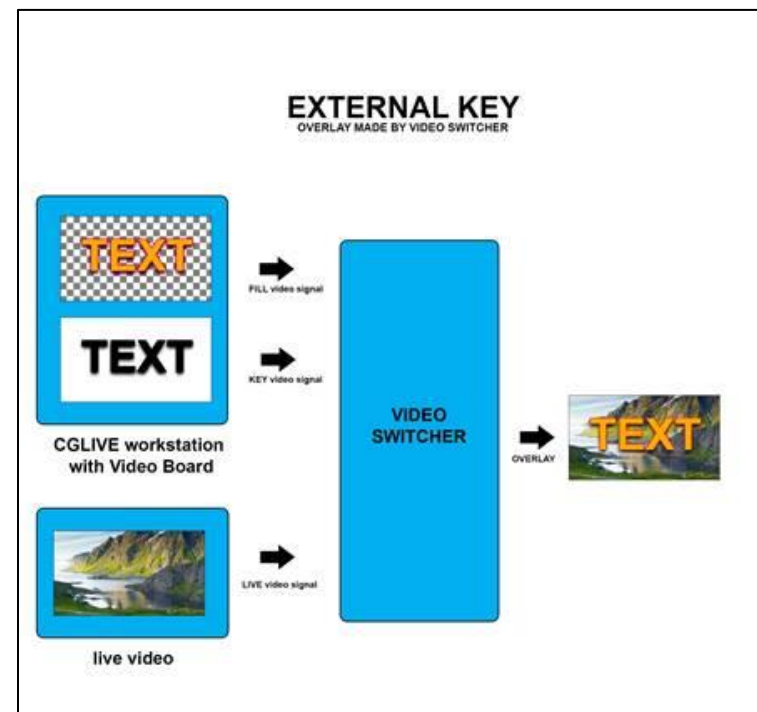 EXTERNAL KEY
OVERLAY MADE BY VIDEO SWITCHER
TEXT
FILL video signal
TEXT
KEY video signal
CGLIVE workstation
with Video Board
VIDEO
SWITCHER
OVERLAY
TEXT
LIVE video signal
live video